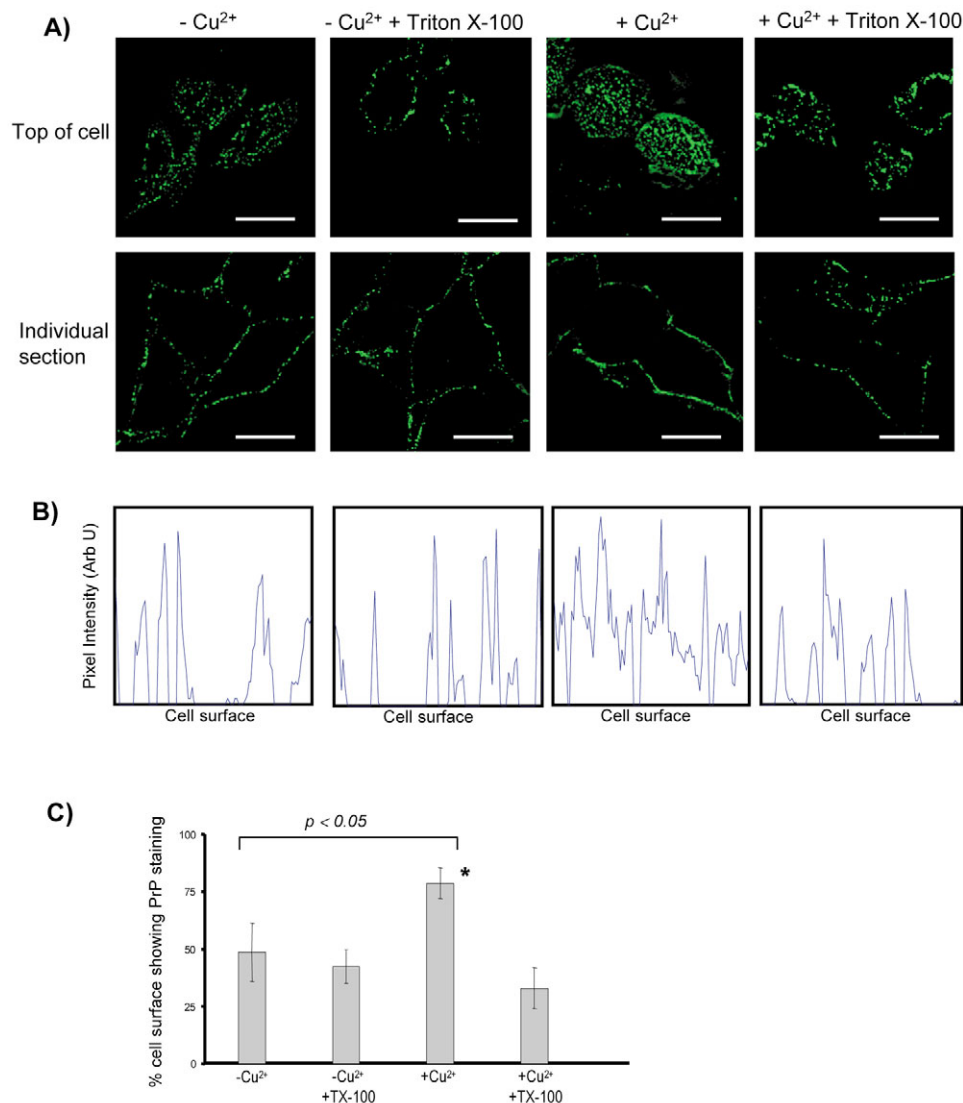 A)
- Cu²⁺
- Cu²⁺ + Triton X-100
+ Cu²⁺
+ Cu²⁺ + Triton X-100
Top of cell
Individual
section
B)
Pixel Intensity (Arb U)
Cell surface
Cell surface
Cell surface
Cell surface
C)
% cell surface showing PrP staining
p < 0.05
*
100
75
50
25
0
-Cu²⁺
-Cu²⁺
+TX-100
+Cu²⁺
+Cu²⁺
+TX-100